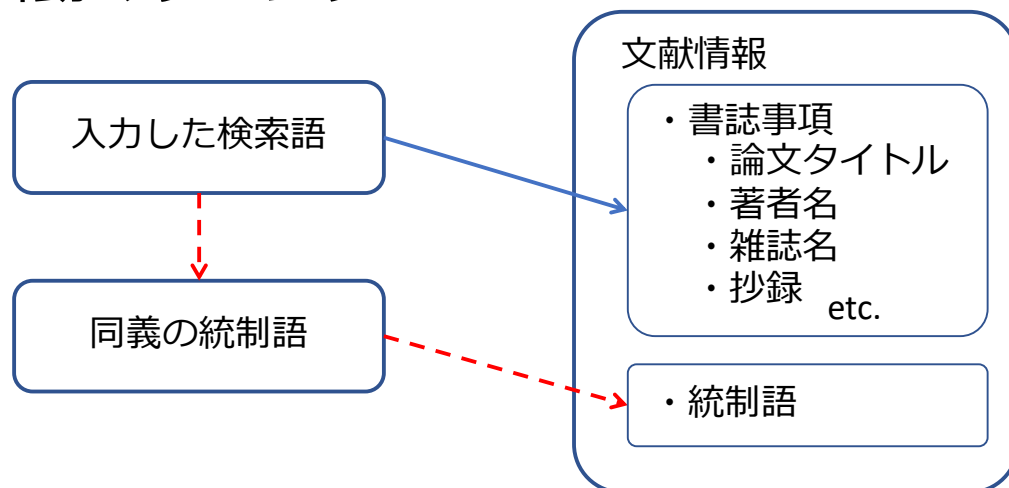 文献情報
入力した検索語
・書誌事項
・論文タイトル
・著者名
・雑誌名
・抄録
etc.
同義の統制語
・統制語